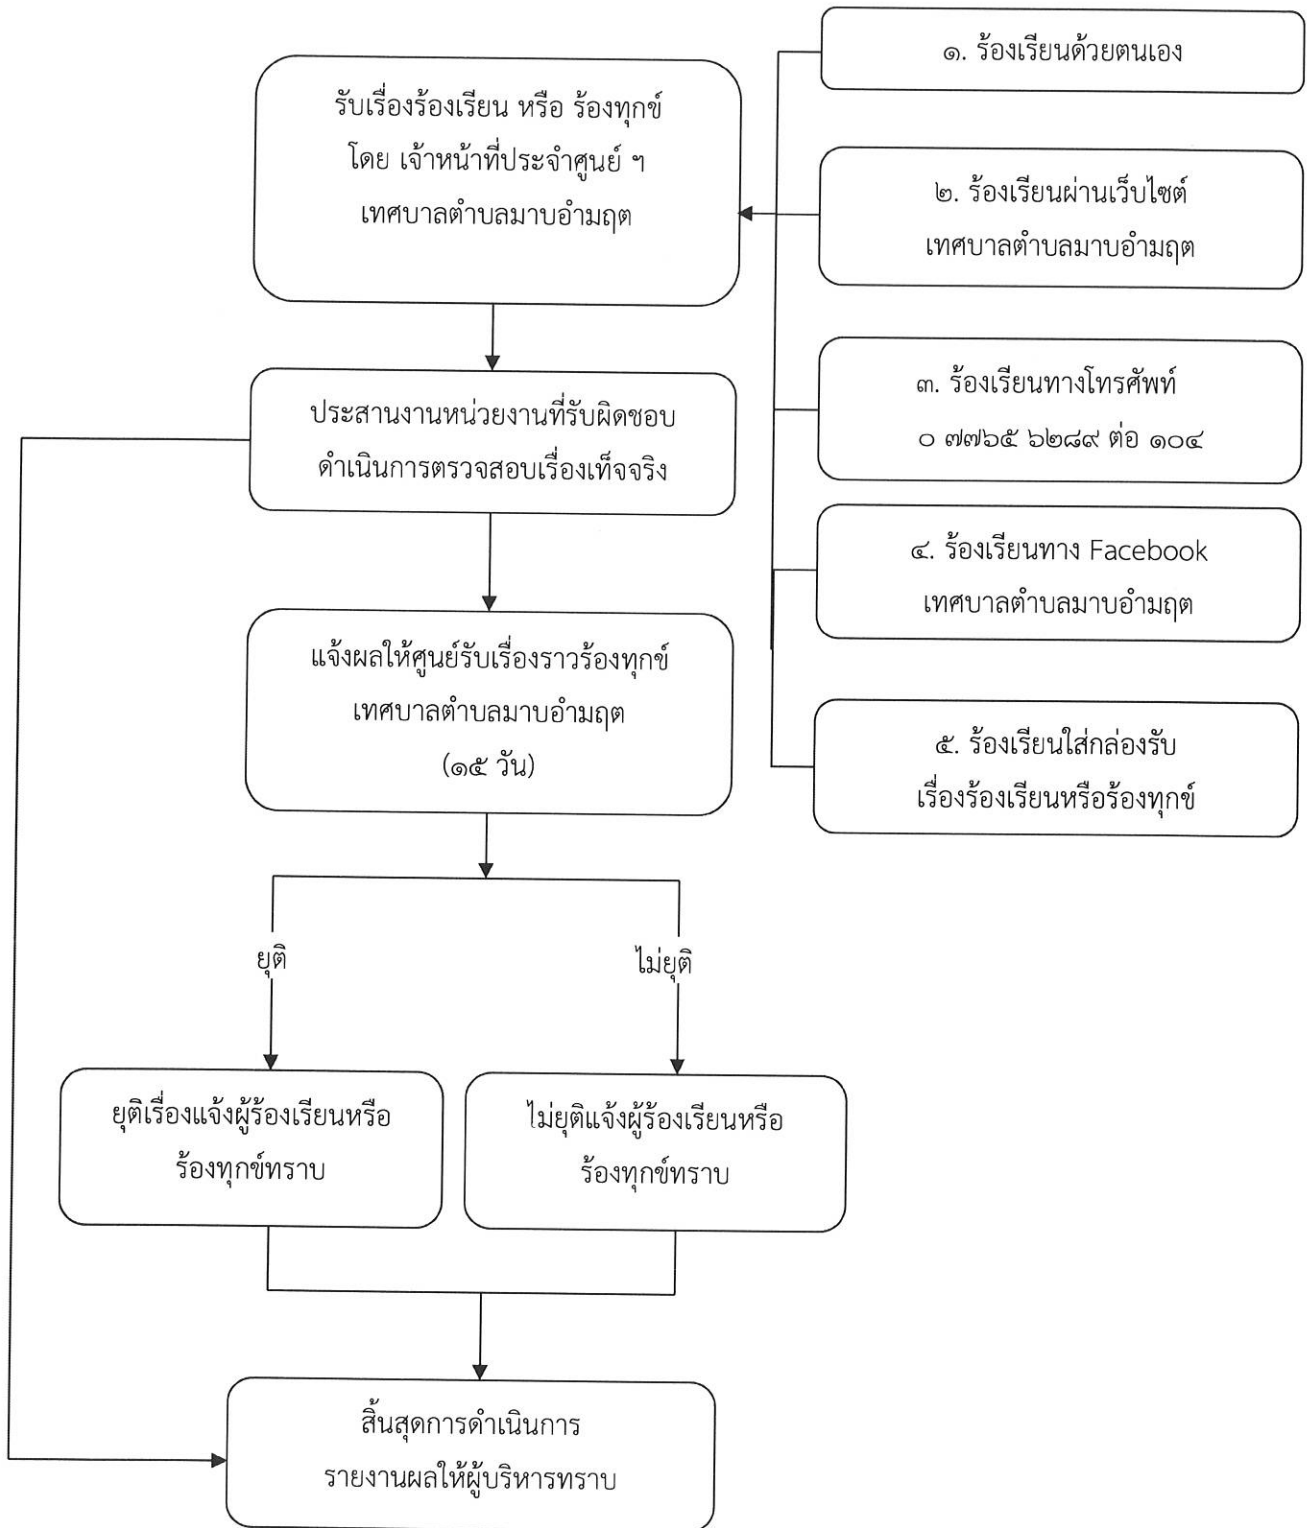 รับเรื่องร้องเรียน หรือ ร้องทุกข์
โดย เจ้าหน้าที่ประจำศูนย์ ฯ
เทศบาลตำบลมาบอำมฤต
๑. ร้องเรียนด้วยตนเอง
๒. ร้องเรียนผ่านเว็บไซต์
เทศบาลตำบลมาบอำมฤต
๓. ร้องเรียนทางโทรศัพท์
๐ ๗๗๖๕ ๖๒๘๙ ต่อ ๑๐๔
๔. ร้องเรียนทาง Facebook
เทศบาลตำบลมาบอำมฤต
๕. ร้องเรียนใส่กล่องรับ
เรื่องร้องเรียนหรือร้องทุกข์
ประสานงานหน่วยงานที่รับผิดชอบ
ดำเนินการตรวจสอบเรื่องเท็จจริง
แจ้งผลให้ศูนย์รับเรื่องราวร้องทุกข์
เทศบาลตำบลมาบอำมฤต
(๑๕ วัน)
ยุติ
ไม่ยุติ
ยุติเรื่องแจ้งผู้ร้องเรียนหรือ
ร้องทุกข์ทราบ
ไม่ยุติแจ้งผู้ร้องเรียนหรือ
ร้องทุกข์ทราบ
สิ้นสุดการดำเนินการ
รายงานผลให้ผู้บริหารทราบ